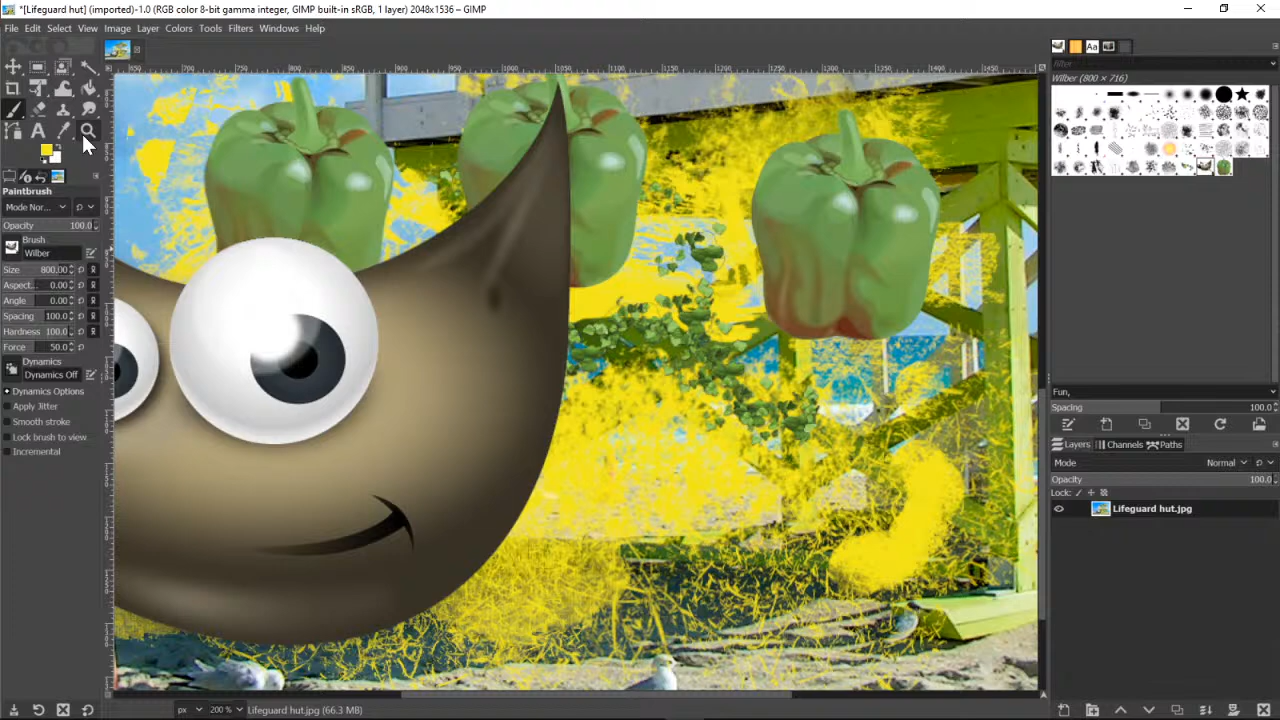 *[Lifeguard hut] (imported)-1.0 (RGB color 8-bit gamma integer, GIMP built-in sRGB, 1 layer) 2048x1536 – GIMP
File Edit Select View Image Layer Colors Tools Filters Windows Help
filter
Wilber (800 × 716)
Paintbrush
Mode Nor...
Opacity 100.0
Brush
Wilber
Size 800.00
Aspect... 0.00
Angle 0.00
Spacing 100.0
Hardness 100.0
Force 50.0
Dynamics
Dynamics Off
Dynamics Options
Apply Jitter
Smooth stroke
Lock brush to view
Incremental
Fun,
Spacing 100.0
Layers Channels Paths
Mode Normal
Opacity 100.0
Lock:
Lifeguard hut.jpg
px 200 % Lifeguard hut.jpg (66.3 MB)